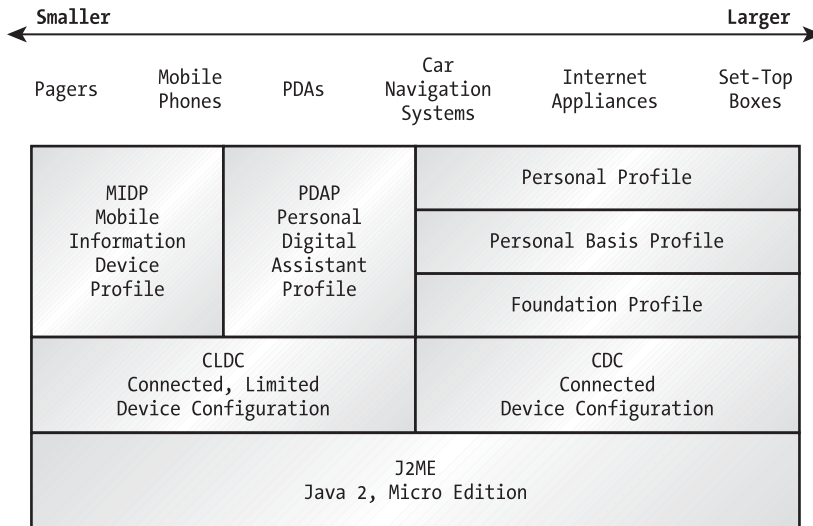 Smaller
Larger
Pagers
Mobile
Phones
PDAs
Car
Navigation
Systems
Internet
Appliances
Set-Top
Boxes
MIDP
Mobile
Information
Device
Profile
PDAP
Personal
Digital
Assistant
Profile
Personal Profile
Personal Basis Profile
Foundation Profile
CLDC
Connected, Limited
Device Configuration
CDC
Connected
Device Configuration
J2ME
Java 2, Micro Edition